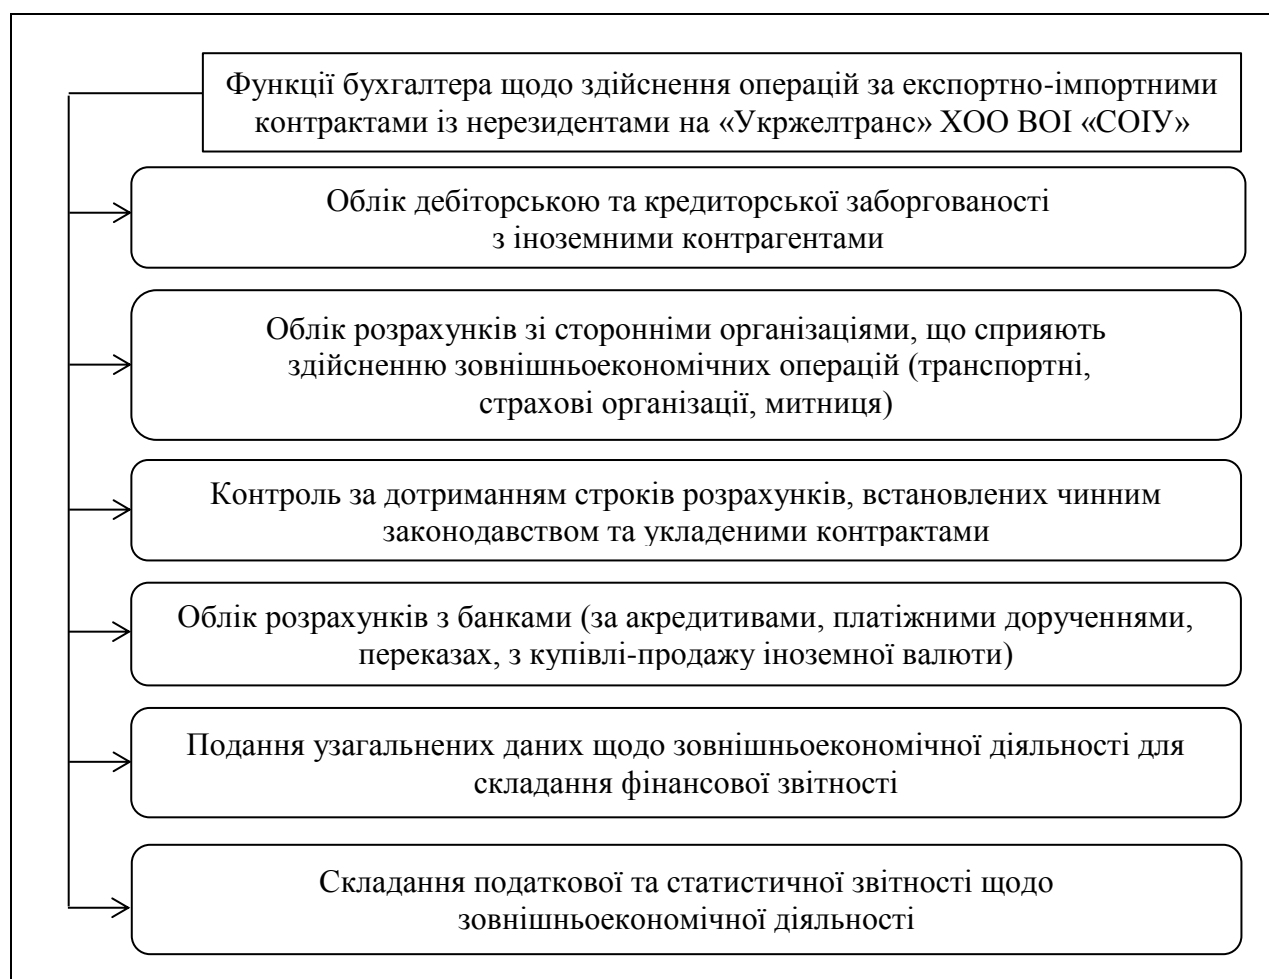 Функції бухгалтера щодо здійснення операцій за експортно-імпортними
контрактами із нерезидентами на «Укржелтранс» ХОО ВОІ «СОІУ»
Облік дебіторською та кредиторської заборгованості
з іноземними контрагентами
Облік розрахунків зі сторонніми організаціями, що сприяють
здійсненню зовнішньоекономічних операцій (транспортні,
страхові організації, митниця)
Контроль за дотриманням строків розрахунків, встановлених чинним
законодавством та укладеними контрактами
Облік розрахунків з банками (за акредитивами, платіжними дорученнями,
переказах, з купівлі-продажу іноземної валюти)
Подання узагальнених даних щодо зовнішньоекономічної діяльності для
складання фінансової звітності
Складання податкової та статистичної звітності щодо
зовнішньоекономічної діяльності